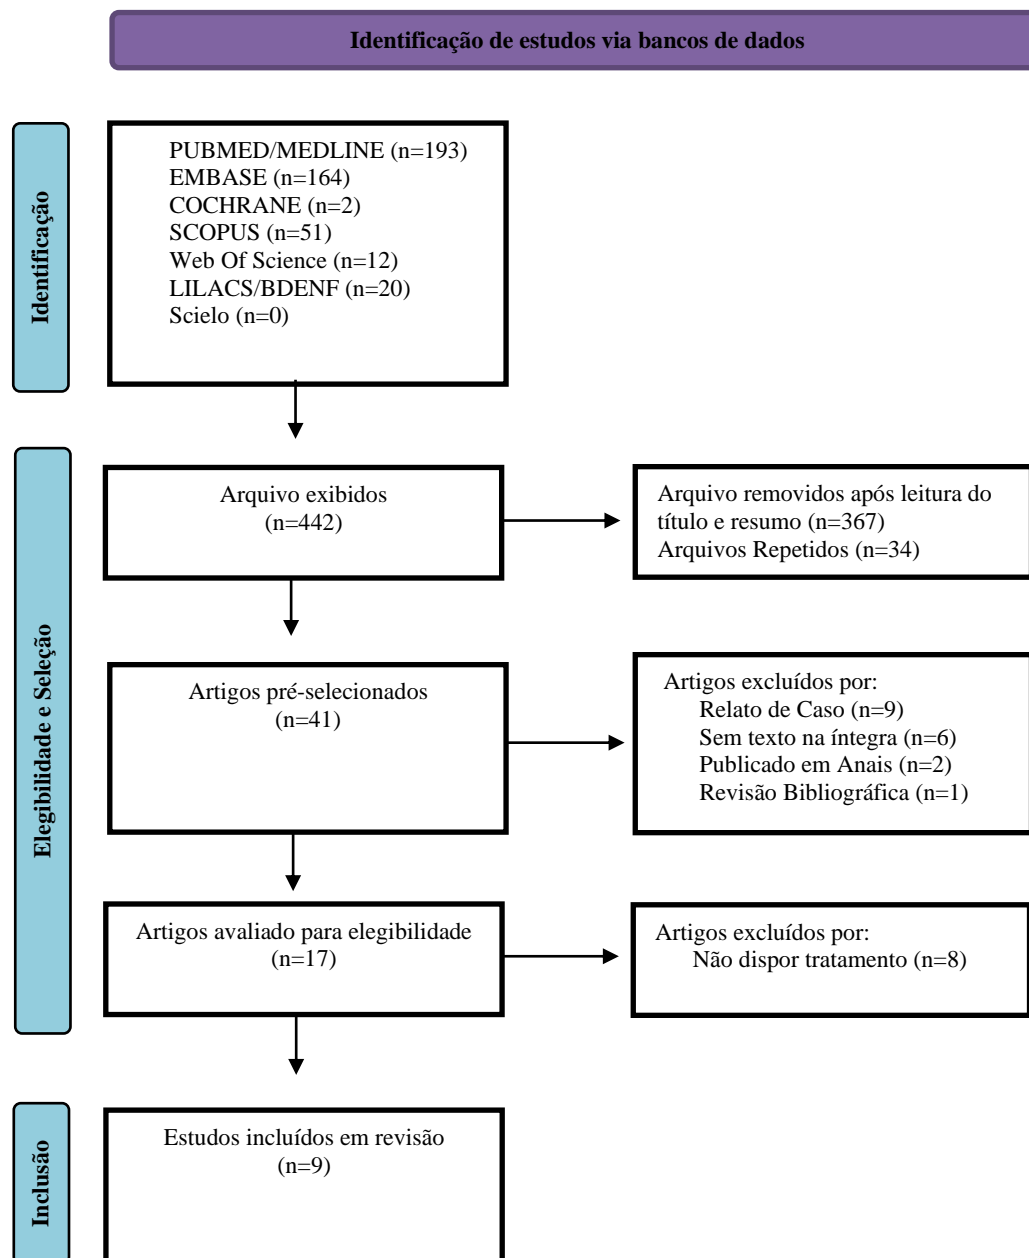 Identificação de estudos via bancos de dados
Identificação
PUBMED/MEDLINE (n=193)
EMBASE (n=164)
COCHRANE (n=2)
SCOPUS (n=51)
Web Of Science (n=12)
LILACS/BDENF (n=20)
Scielo (n=0)
Elegibilidade e Seleção
Arquivo exibidos
(n=442)
Arquivo removidos após leitura do
título e resumo (n=367)
Arquivos Repetidos (n=34)
Artigos pré-selecionados
(n=41)
Artigos excluídos por:
Relato de Caso (n=9)
Sem texto na íntegra (n=6)
Publicado em Anais (n=2)
Revisão Bibliográfica (n=1)
Artigos avaliado para elegibilidade
(n=17)
Artigos excluídos por:
Não dispor tratamento (n=8)
Inclusão
Estudos incluídos em revisão
(n=9)